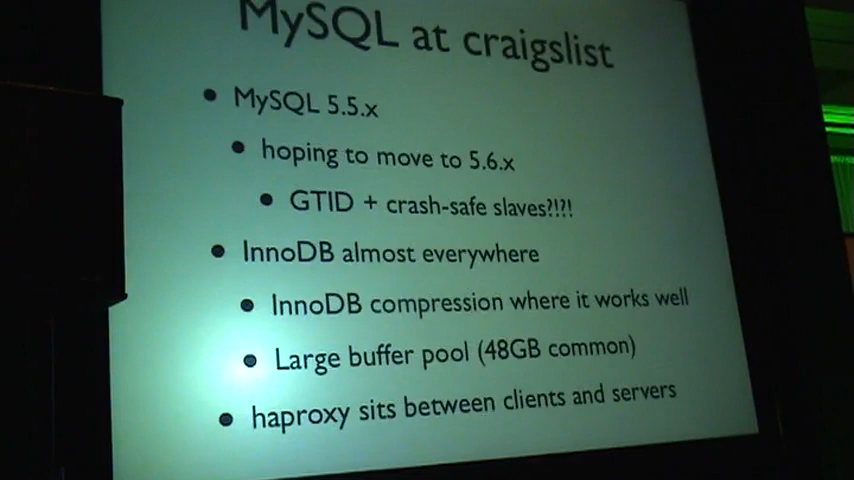 MySQL at craigslist
• MySQL 5.5.x
• hoping to move to 5.6.x
• GTID + crash-safe slaves?!?!
• InnoDB almost everywhere
• InnoDB compression where it works well
• Large buffer pool (48GB common)
• haproxy sits between clients and servers